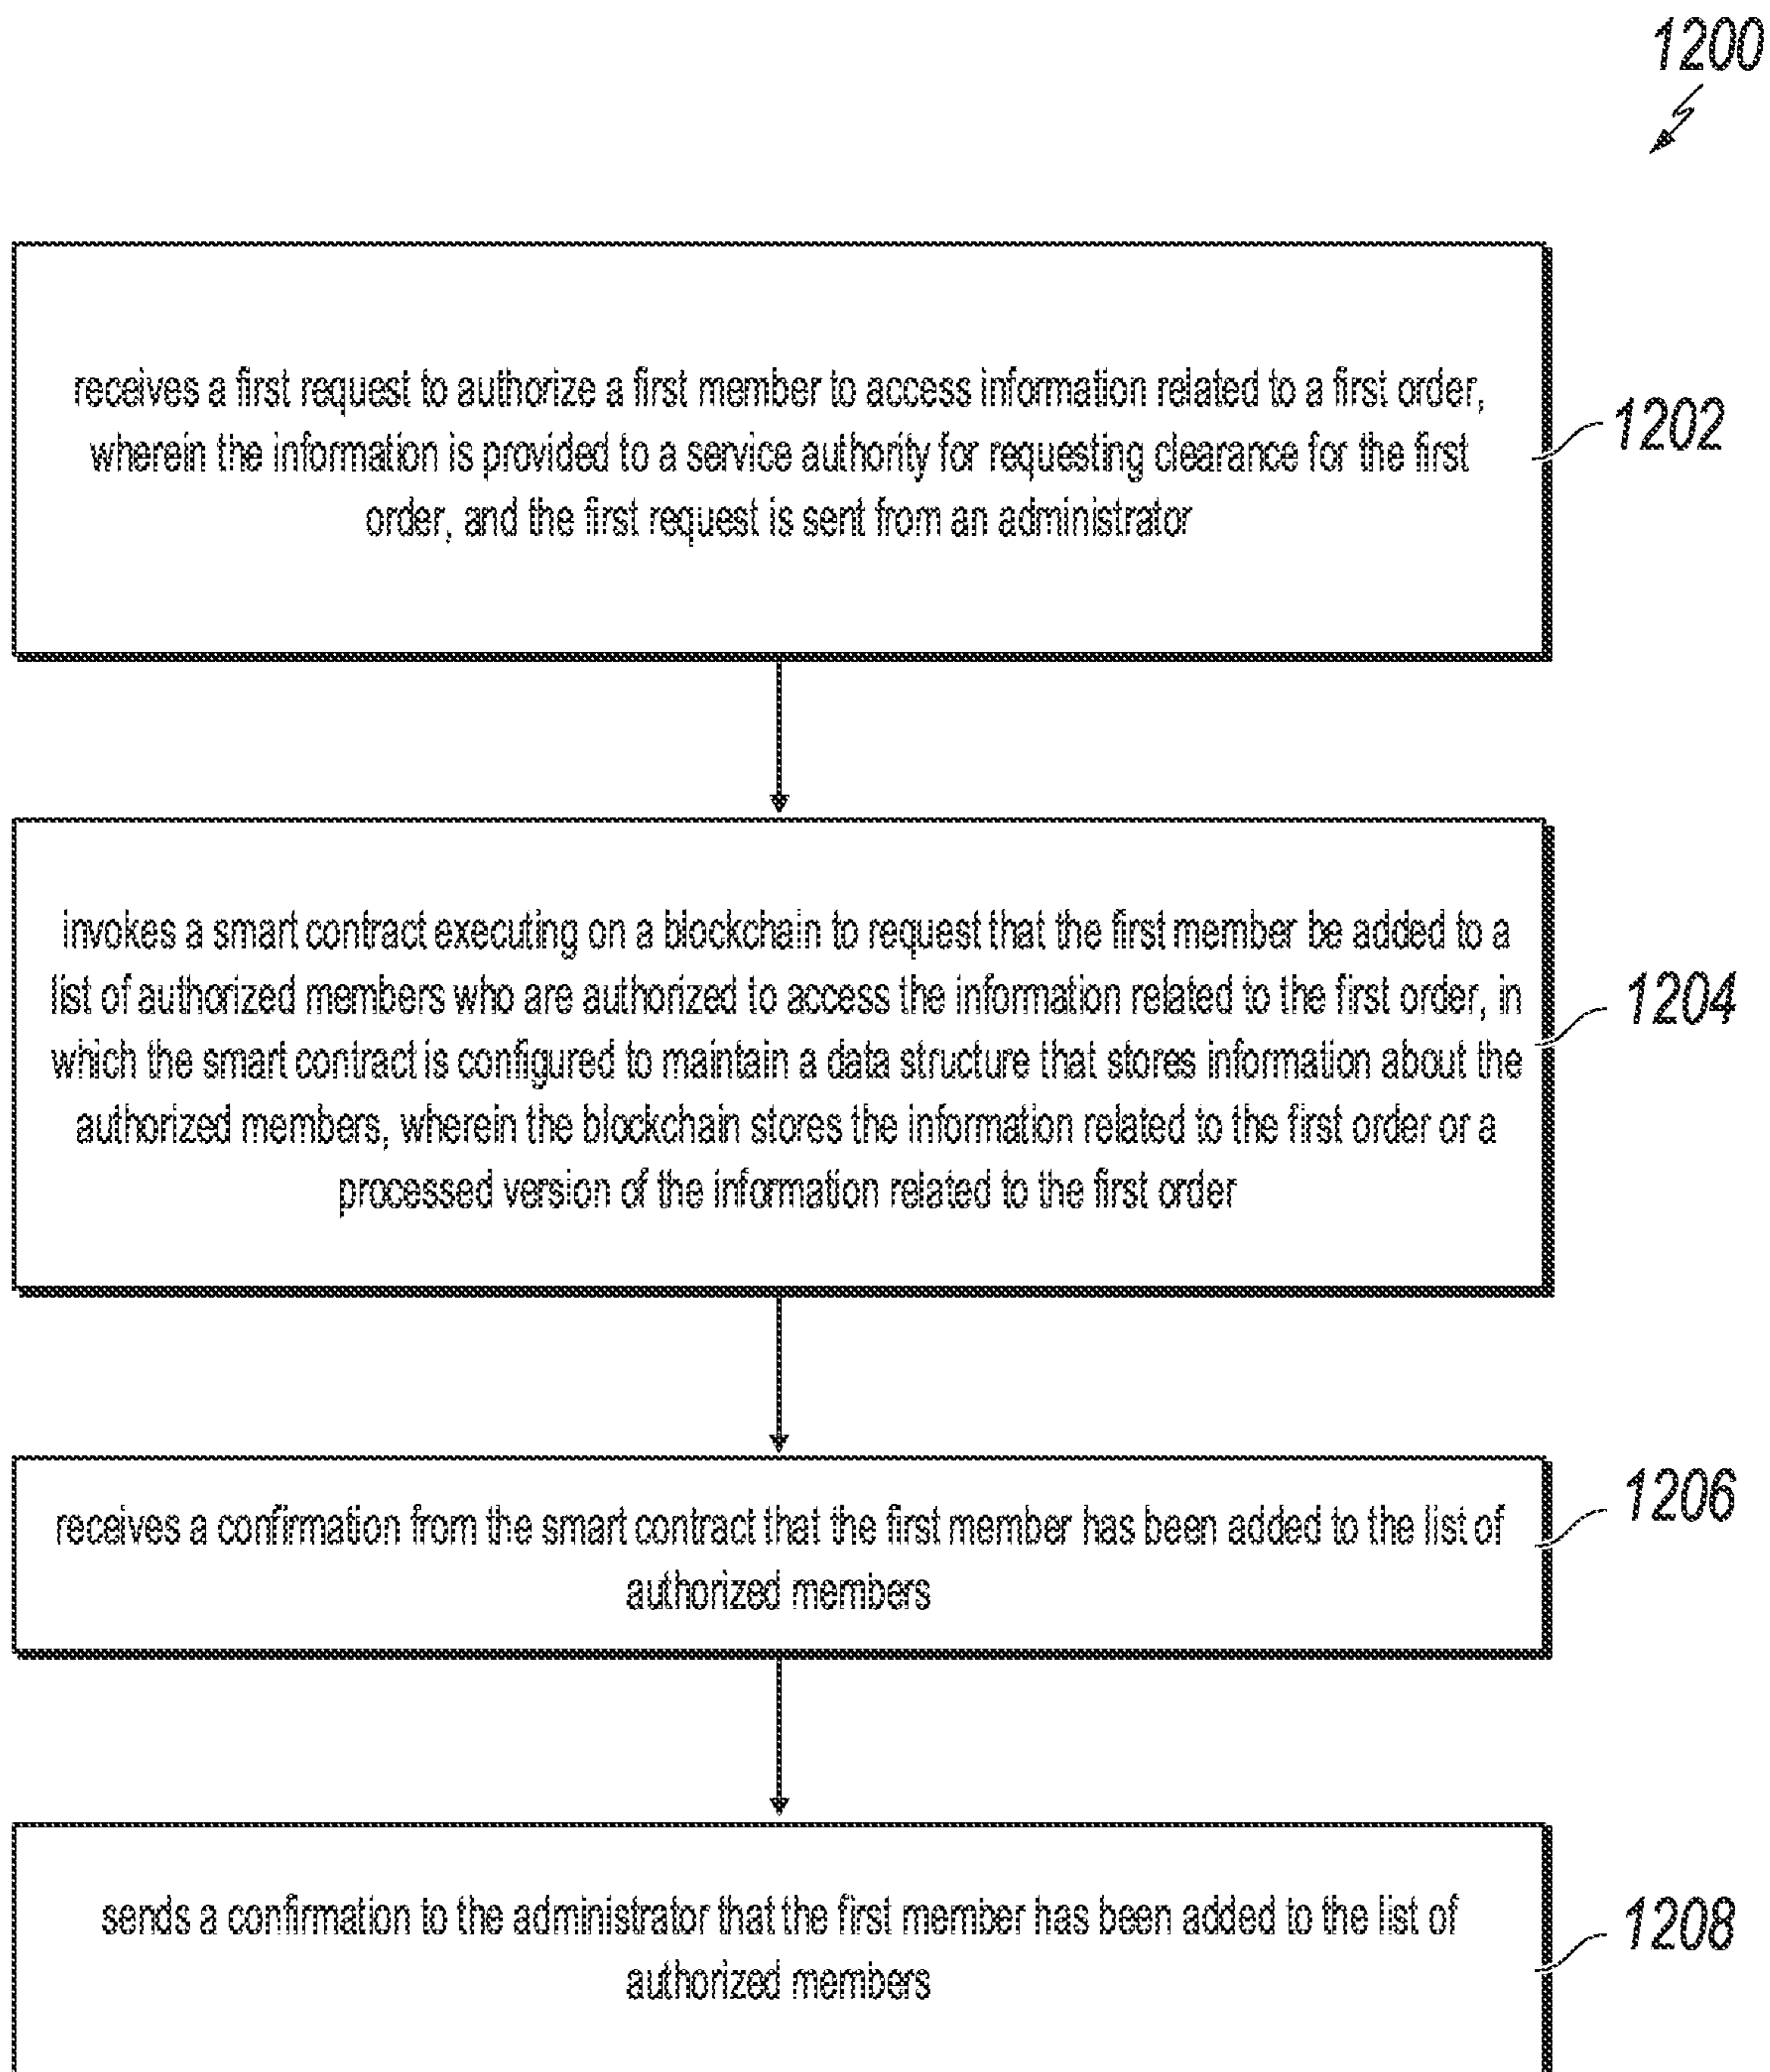 1200
receives a first request to authorize a first member to access information related to a first order,
wherein the information is provided to a service authority for requesting clearance for the first
order, and the first request is sent from an administrator
1202
invokes a smart contract executing on a blockchain to request that the first member be added to a
list of authorized members who are authorized to access the information related to the first order, in
which the smart contract is configured to maintain a data structure that stores information about the
authorized members, wherein the blockchain stores the information related to the first order or a
processed version of the information related to the first order
1204
receives a confirmation from the smart contract that the first member has been added to the list of
authorized members
1206
sends a confirmation to the administrator that the first member has been added to the list of
authorized members
1208